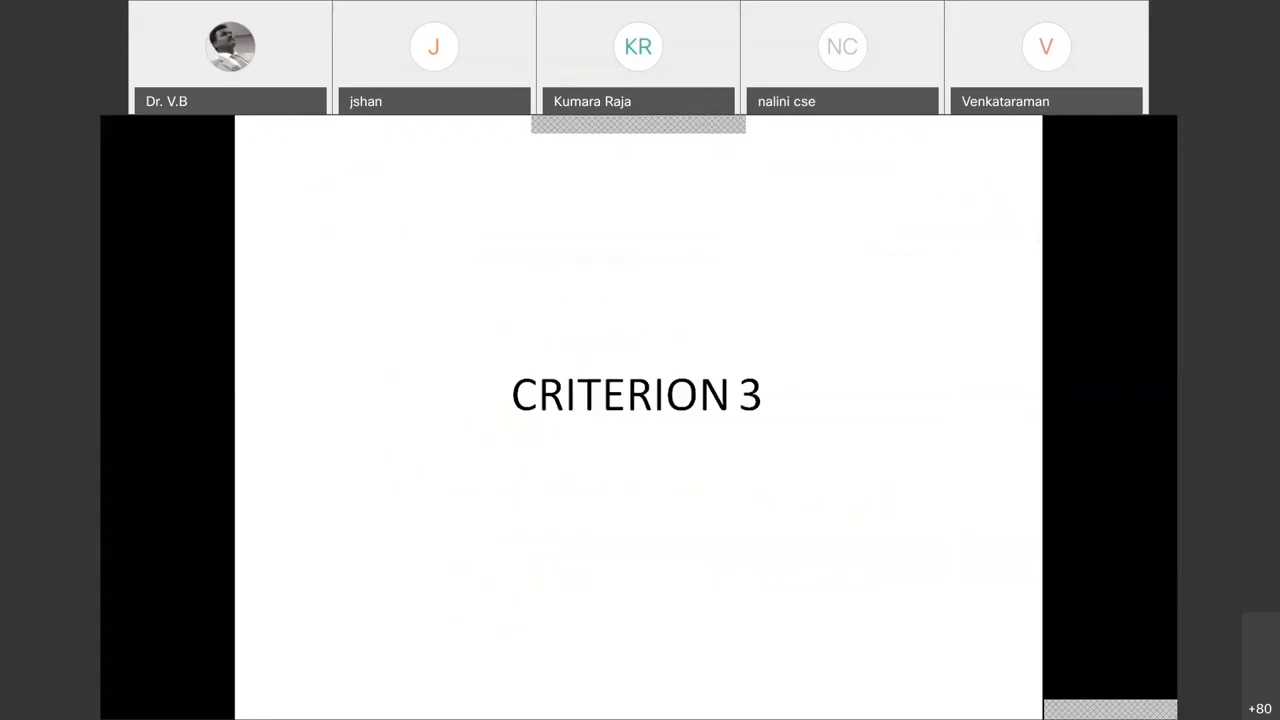 J
KR
NC
V
Dr. V.B
jshan
Kumara Raja
nalini cse
Venkataraman
CRITERION 3
+80